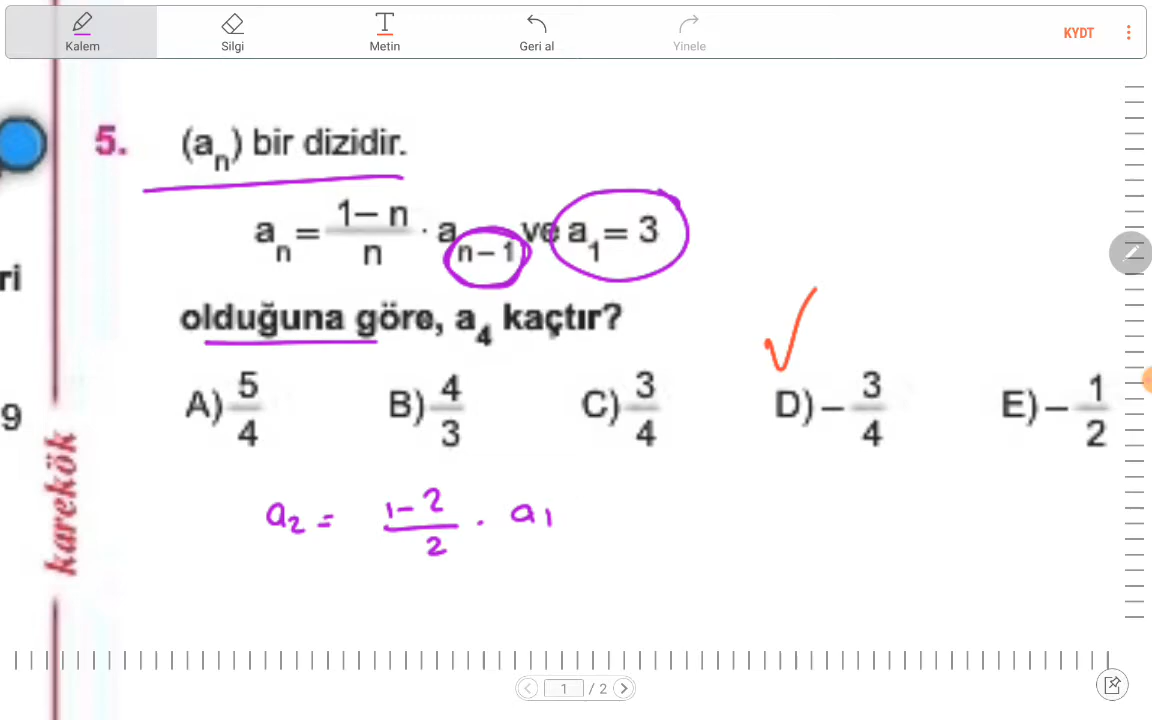 Kalem Silgi Metin Geri al Yinele KYDT
5. (aₙ) bir dizidir.
aₙ = (1 – n)/n · aₙ₋₁ ve a₁ = 3
olduğuna göre, a₄ kaçtır?
A) 5/4 B) 4/3 C) 3/4 D) – 3/4 E) – 1/2
a₂ = (1-2)/2 · a₁
ri
9
karekök
1 / 2